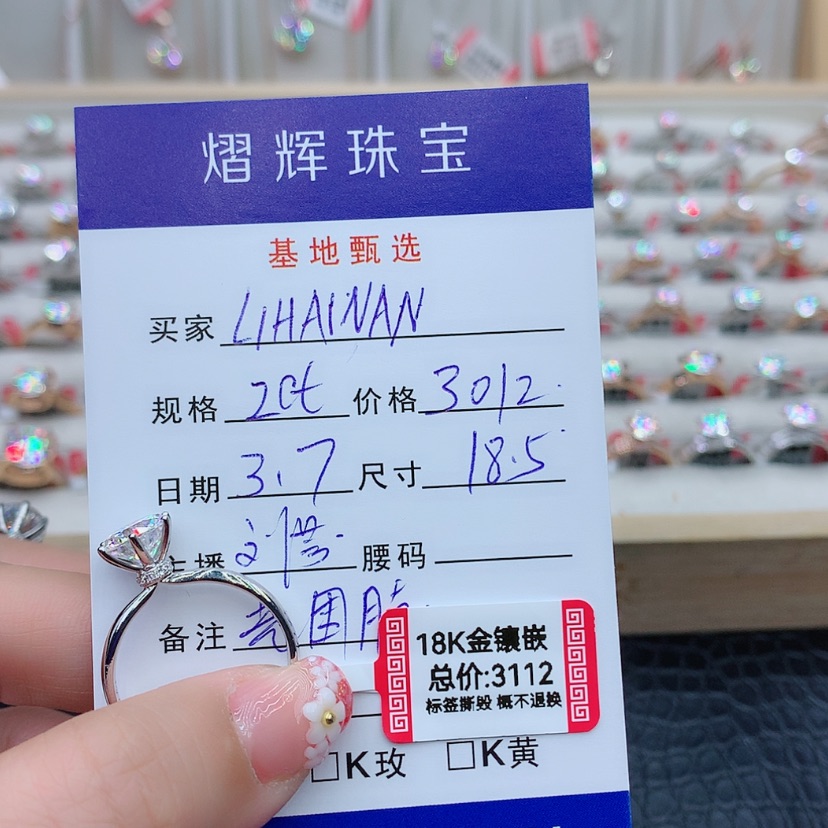 熠辉珠宝
基地甄选
买家 LIHAINAN
规格 2ct 价格 3012.
日期 3.7 尺寸 18.5
主播 腰码
备注
18K金镶嵌
总价:3112
标签撕毁 概不退换
□K玫 □K黄